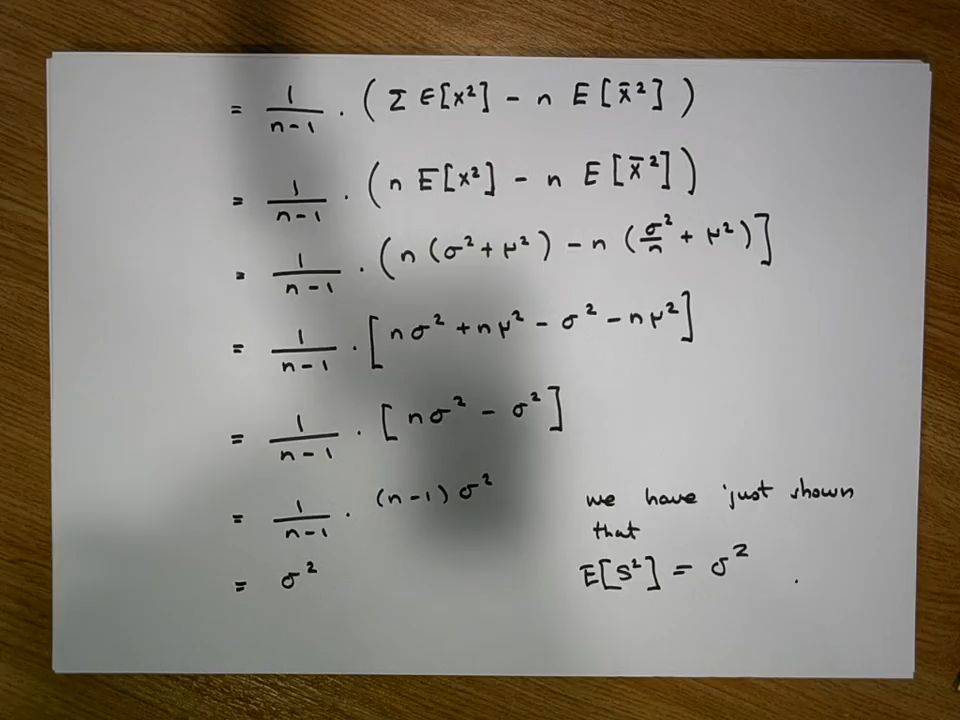 = 1/(n-1) · ( Σ E[x²] - n E[x̄²] )
= 1/(n-1) · ( n E[x²] - n E[x̄²] )
= 1/(n-1) · ( n (σ² + μ²) - n (σ²/n + μ²) ]
= 1/(n-1) · [ nσ² + nμ² - σ² - nμ² ]
= 1/(n-1) · [ nσ² - σ² ]
= 1/(n-1) · (n-1) σ²
= σ²
we have just shown
that
E[S²] = σ² .